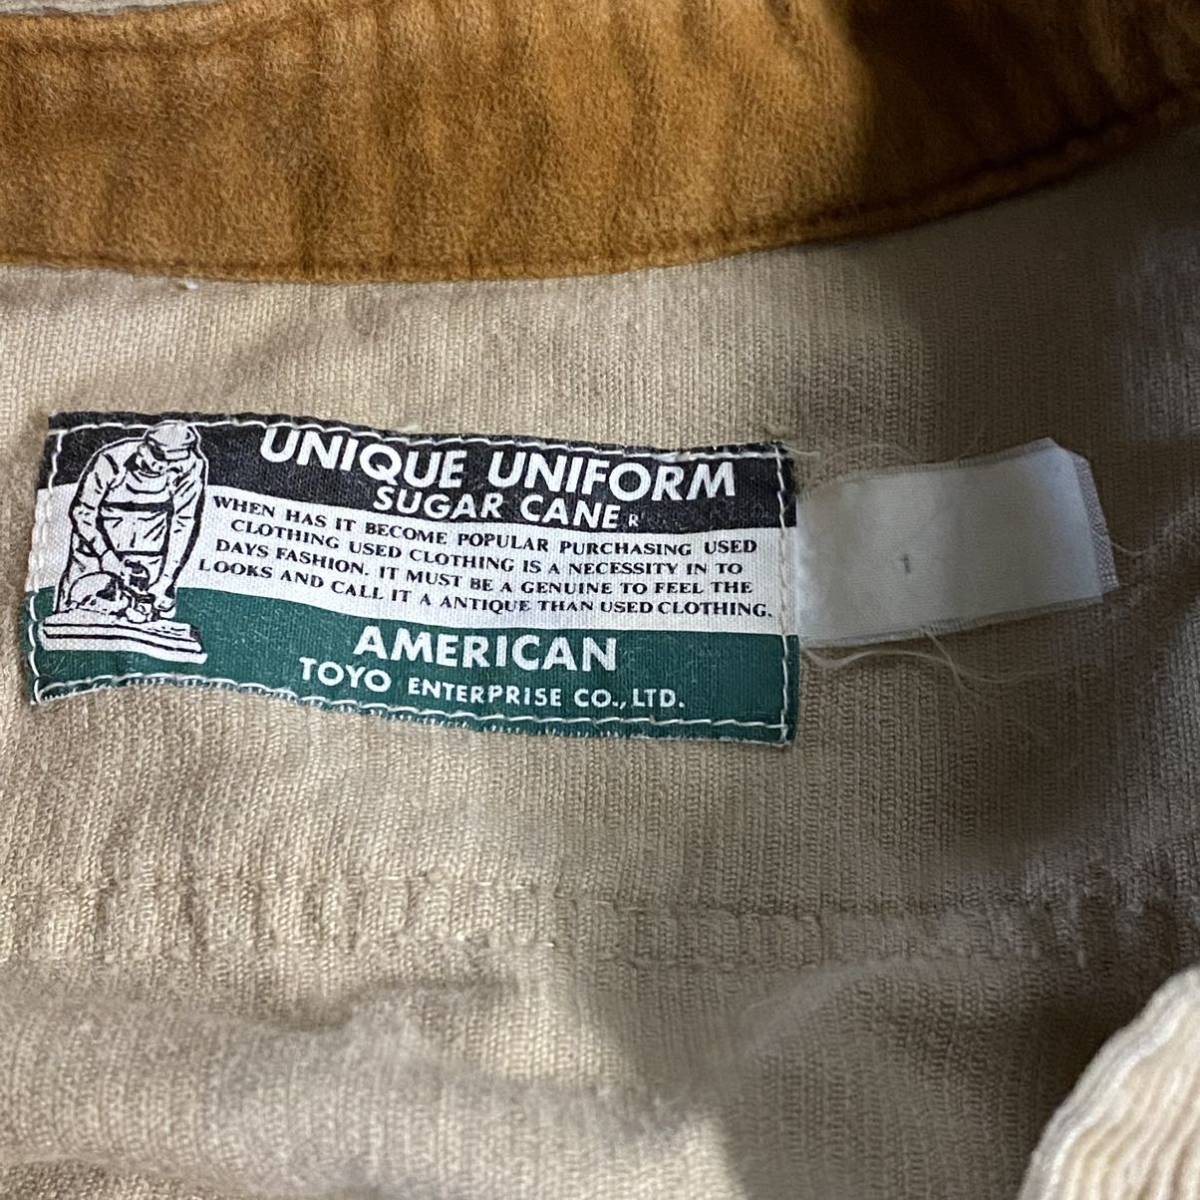 UNIQUE UNIFORM
SUGAR CANE R
WHEN HAS IT BECOME POPULAR PURCHASING USED
CLOTHING USED CLOTHING IS A NECESSITY IN TO
DAYS FASHION. IT MUST BE A GENUINE TO FEEL THE
LOOKS AND CALL IT A ANTIQUE THAN USED CLOTHING.
AMERICAN
TOYO ENTERPRISE CO., LTD.
1